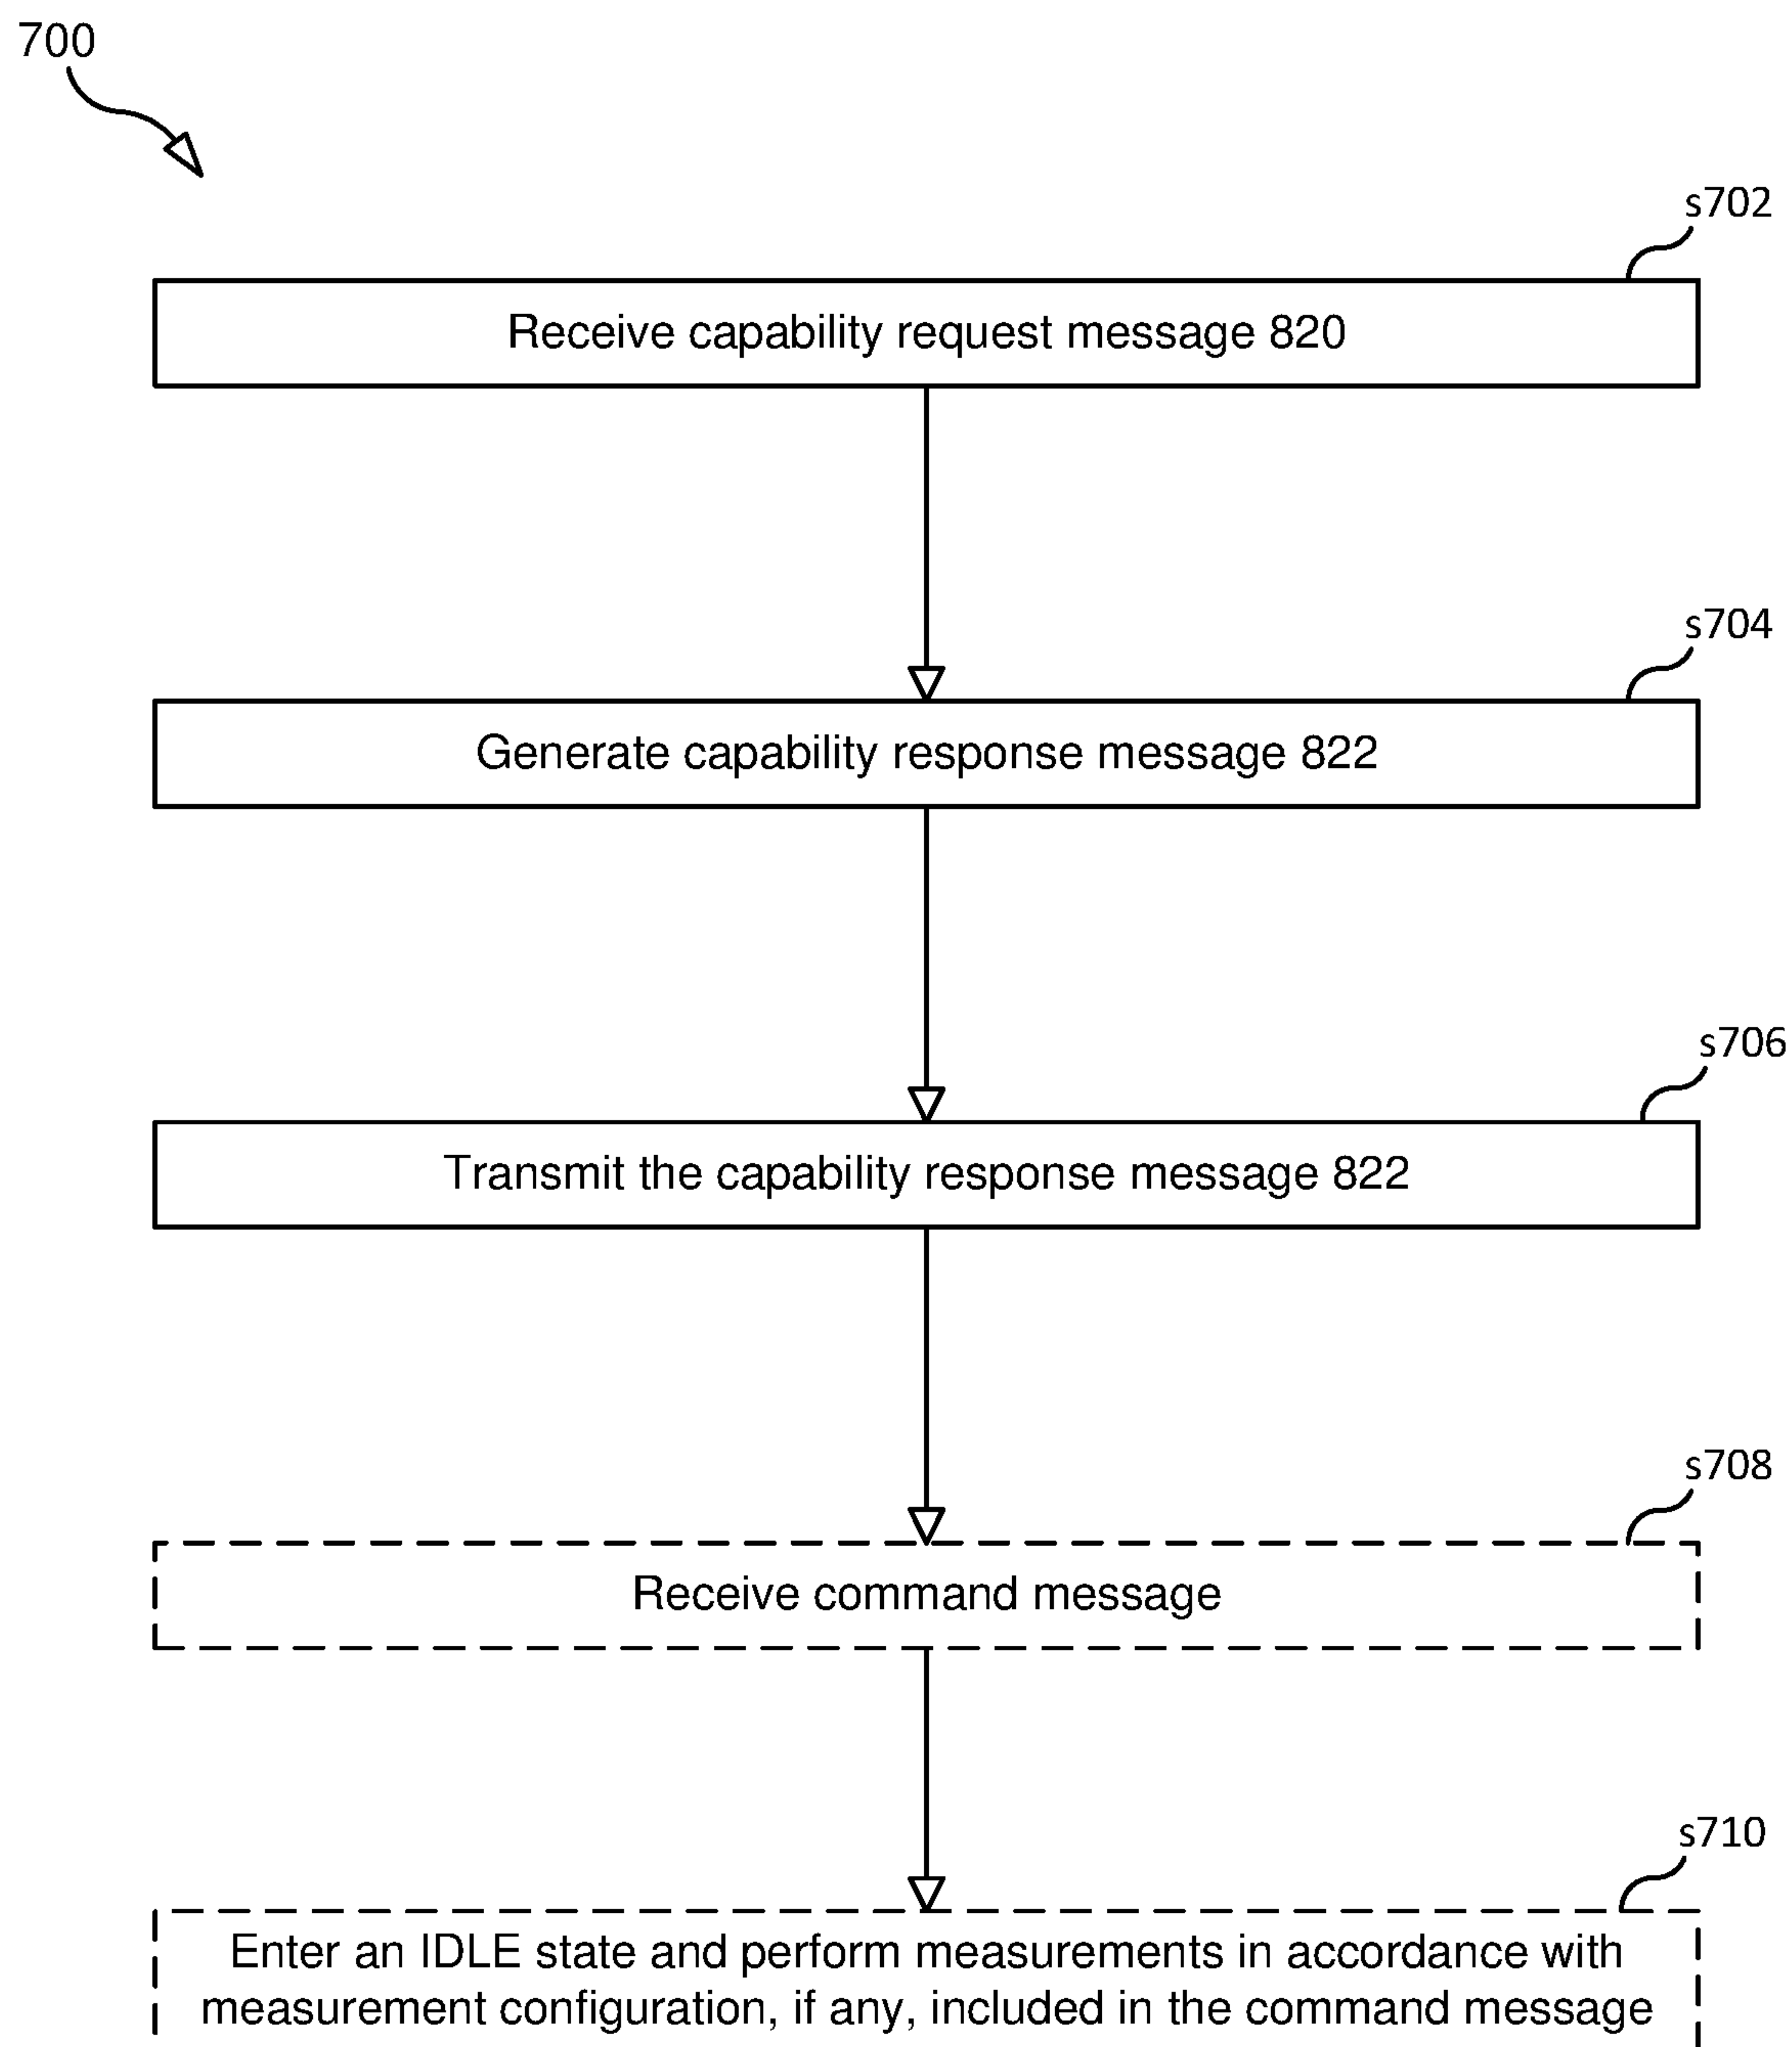 700
s702
Receive capability request message 820
s704
Generate capability response message 822
s706
Transmit the capability response message 822
s708
Receive command message
s710
Enter an IDLE state and perform measurements in accordance with
measurement configuration, if any, included in the command message